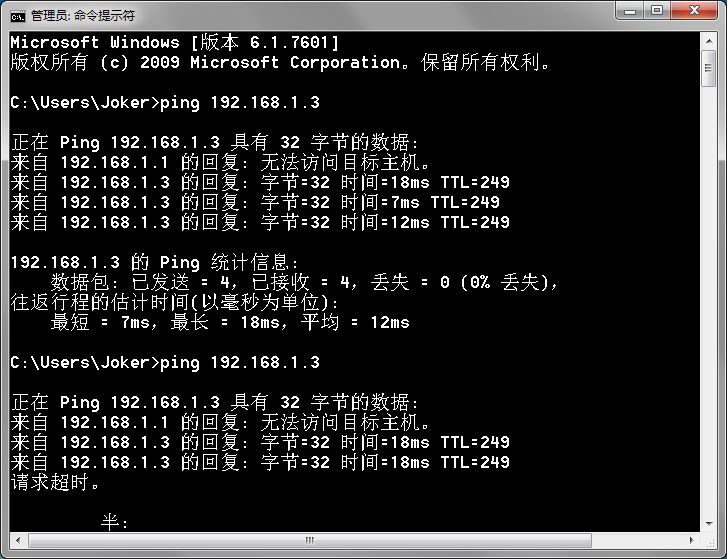 管理员: 命令提示符
Microsoft Windows [版本 6.1.7601]
版权所有 (c) 2009 Microsoft Corporation。保留所有权利。
C:\Users\Joker>ping 192.168.1.3
正在 Ping 192.168.1.3 具有 32 字节的数据:
来自 192.168.1.1 的回复: 无法访问目标主机。
来自 192.168.1.3 的回复: 字节=32 时间=18ms TTL=249
来自 192.168.1.3 的回复: 字节=32 时间=7ms TTL=249
来自 192.168.1.3 的回复: 字节=32 时间=12ms TTL=249
192.168.1.3 的 Ping 统计信息:
数据包: 已发送 = 4，已接收 = 4，丢失 = 0 (0% 丢失)，
往返行程的估计时间(以毫秒为单位):
最短 = 7ms，最长 = 18ms，平均 = 12ms
C:\Users\Joker>ping 192.168.1.3
正在 Ping 192.168.1.3 具有 32 字节的数据:
来自 192.168.1.1 的回复: 无法访问目标主机。
来自 192.168.1.3 的回复: 字节=32 时间=18ms TTL=249
来自 192.168.1.3 的回复: 字节=32 时间=18ms TTL=249
请求超时。
半: